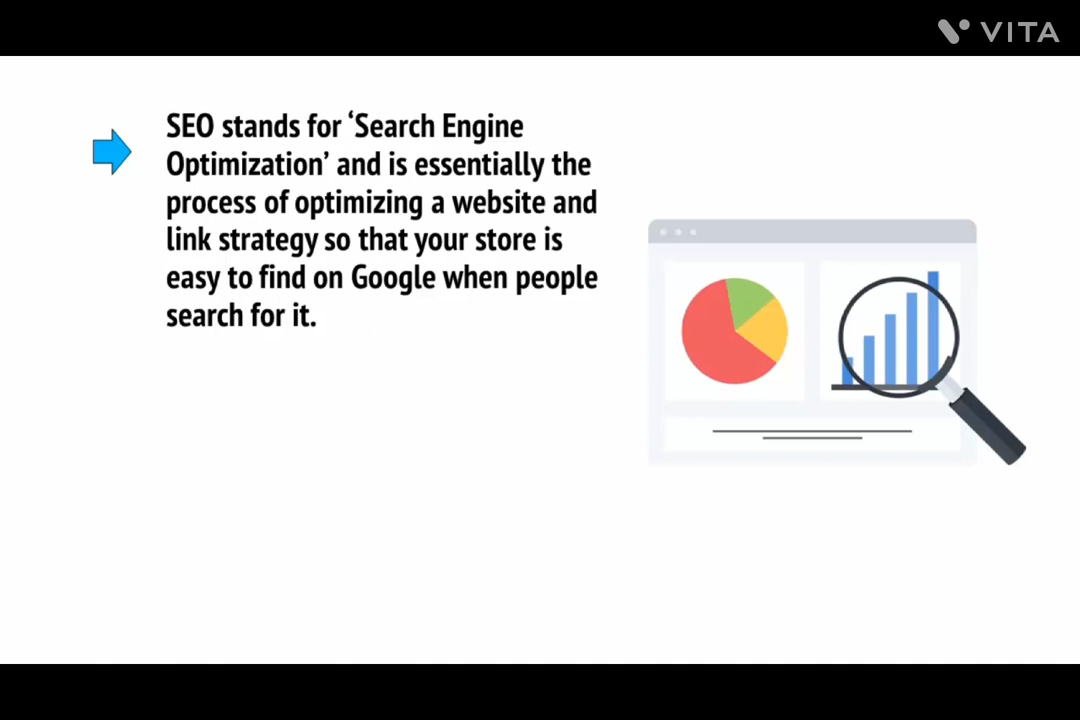 VITA
SEO stands for ‘Search Engine
Optimization’ and is essentially the
process of optimizing a website and
link strategy so that your store is
easy to find on Google when people
search for it.